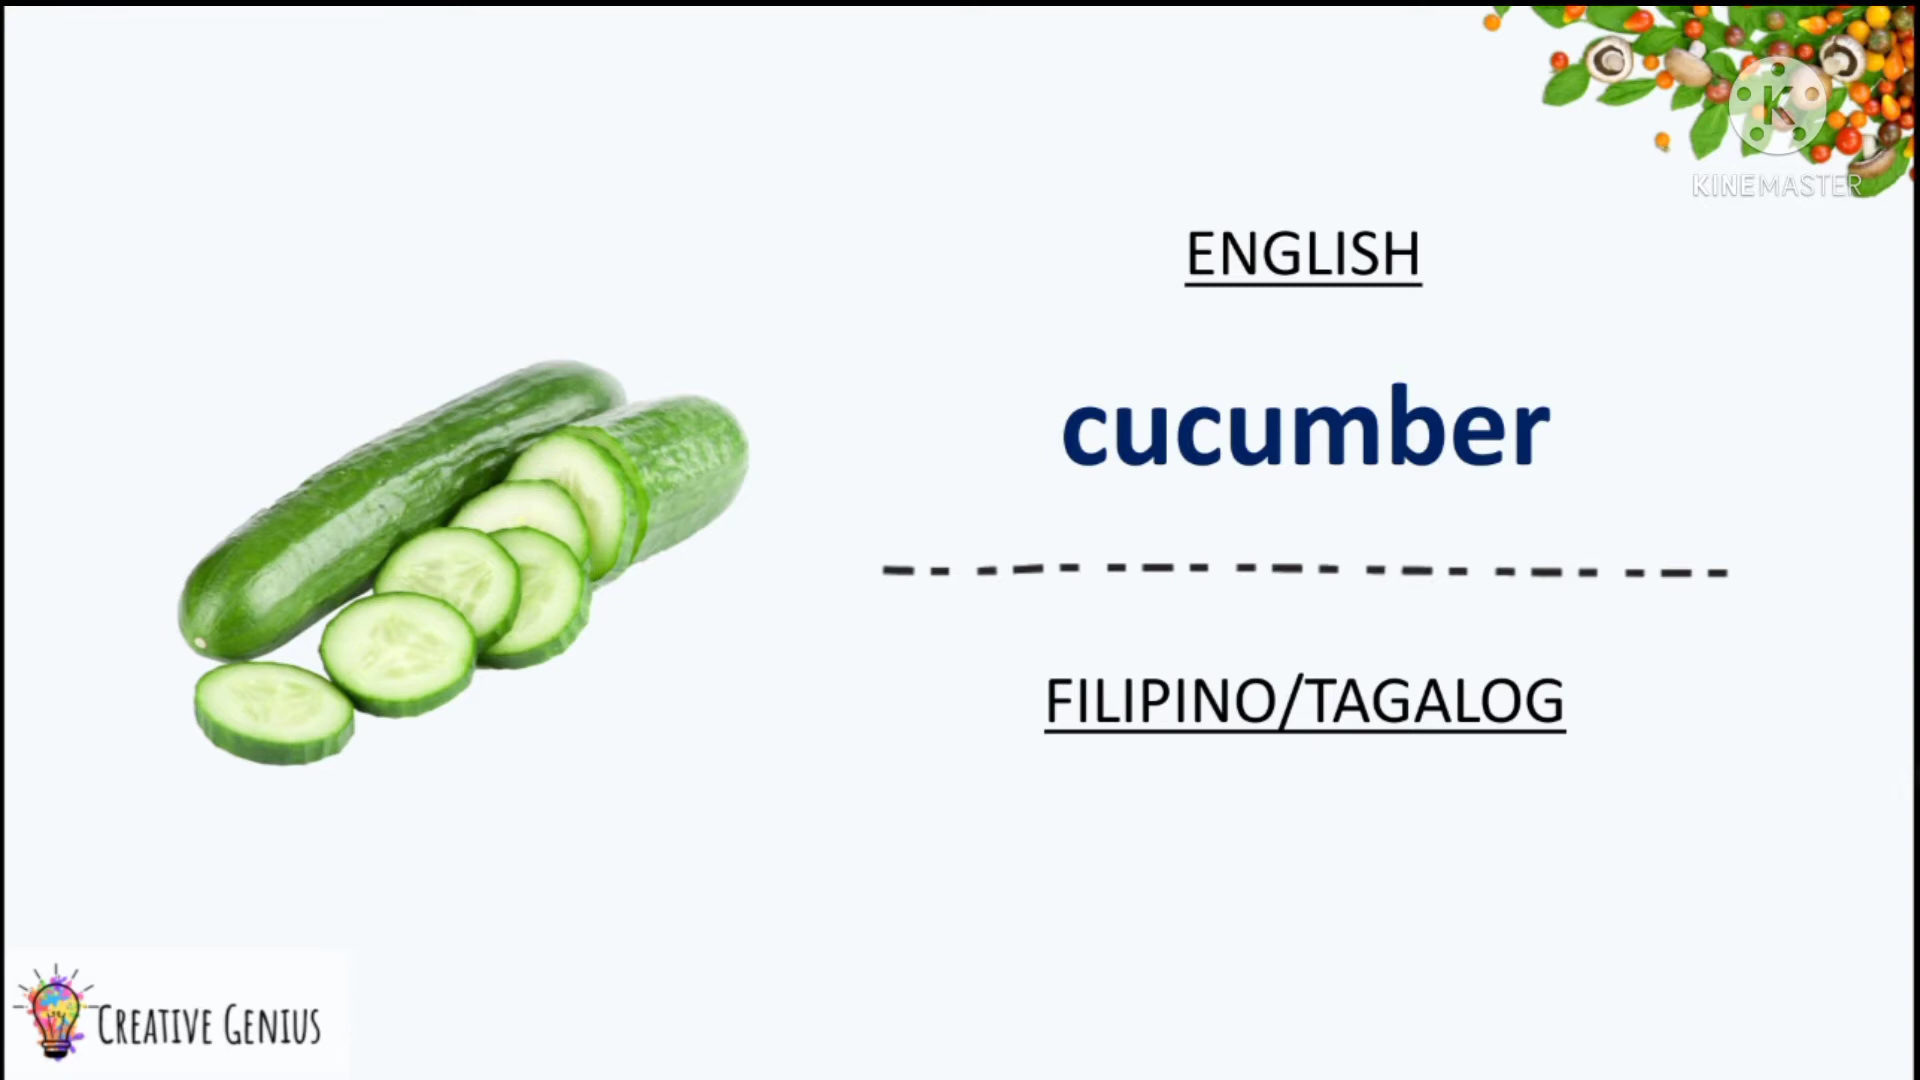 K
KINEMASTER
ENGLISH
cucumber
FILIPINO/TAGALOG
CREATIVE GENIUS